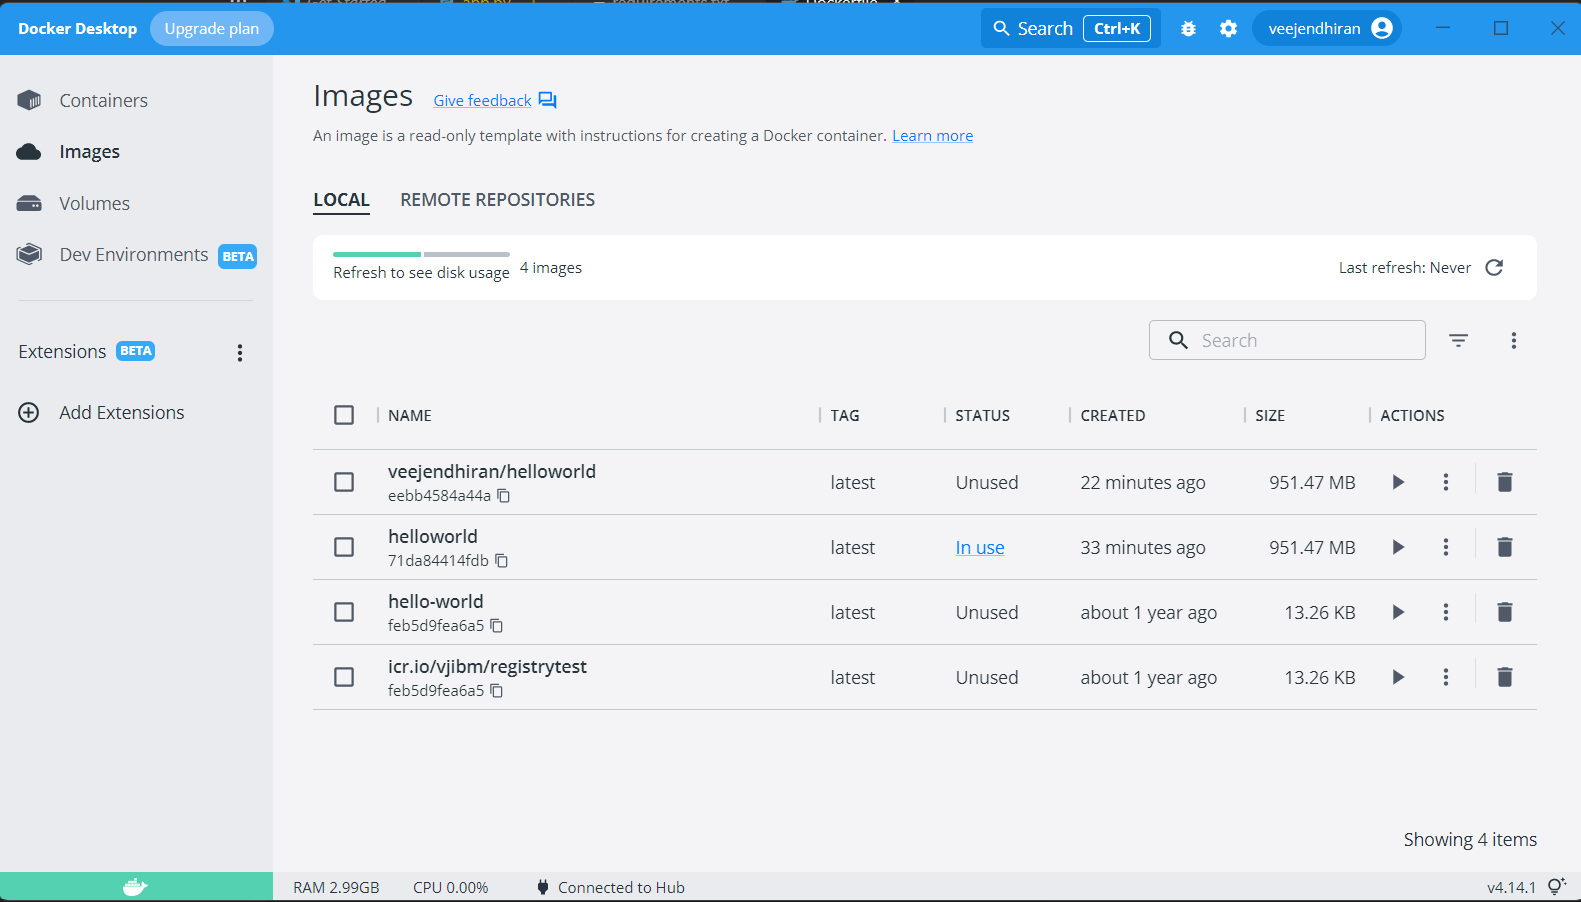 Docker Desktop Upgrade plan Search Ctrl+K veejendhiran
Containers
Images
Volumes
Dev Environments BETA
Extensions BETA
Add Extensions
Images Give feedback
An image is a read-only template with instructions for creating a Docker container. Learn more
LOCAL REMOTE REPOSITORIES
Refresh to see disk usage 4 images Last refresh: Never
Search
NAME TAG STATUS CREATED SIZE ACTIONS
veejendhiran/helloworld latest Unused 22 minutes ago 951.47 MB
eebb4584a44a
helloworld latest In use 33 minutes ago 951.47 MB
71da84414fdb
hello-world latest Unused about 1 year ago 13.26 KB
feb5d9fea6a5
icr.io/vjibm/registrytest latest Unused about 1 year ago 13.26 KB
feb5d9fea6a5
Showing 4 items
RAM 2.99GB CPU 0.00% Connected to Hub v4.14.1